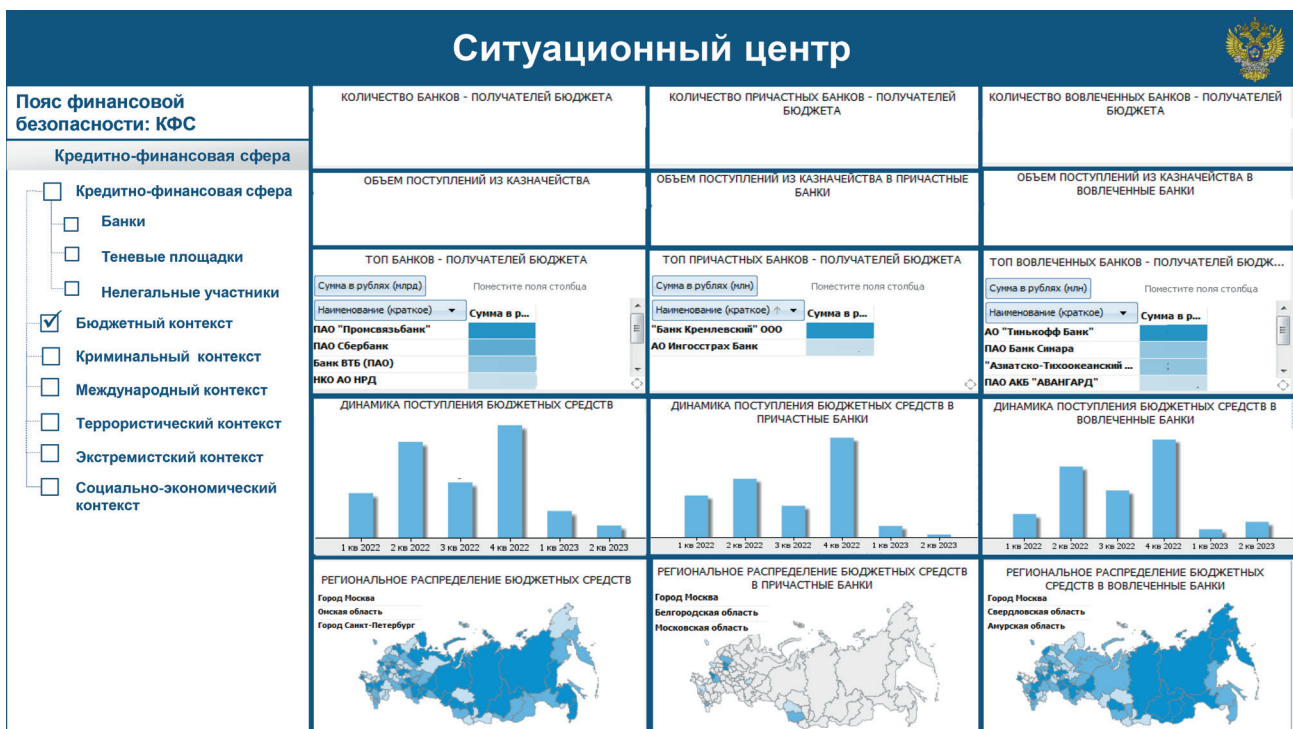 Ситуационный центр
Пояс финансовой
безопасности: КФС
Кредитно-финансовая сфера
Кредитно-финансовая сфера
Банки
Теневые площадки
Нелегальные участники
Бюджетный контекст
Криминальный контекст
Международный контекст
Террористический контекст
Экстремистский контекст
Социально-экономический
контекст
КОЛИЧЕСТВО БАНКОВ - ПОЛУЧАТЕЛЕЙ БЮДЖЕТА
КОЛИЧЕСТВО ПРИЧАСТНЫХ БАНКОВ - ПОЛУЧАТЕЛЕЙ
БЮДЖЕТА
КОЛИЧЕСТВО ВОВЛЕЧЕННЫХ БАНКОВ - ПОЛУЧАТЕЛЕЙ
БЮДЖЕТА
ОБЪЕМ ПОСТУПЛЕНИЙ ИЗ КАЗНАЧЕЙСТВА
ОБЪЕМ ПОСТУПЛЕНИЙ ИЗ КАЗНАЧЕЙСТВА В ПРИЧАСТНЫЕ
БАНКИ
ОБЪЕМ ПОСТУПЛЕНИЙ ИЗ КАЗНАЧЕЙСТВА В
ВОВЛЕЧЕННЫЕ БАНКИ
ТОП БАНКОВ - ПОЛУЧАТЕЛЕЙ БЮДЖЕТА
Сумма в рублях (млрд)
Поместите поля столбца
Наименование (краткое)
Сумма в р...
ПАО "Промсвязьбанк"
ПАО Сбербанк
Банк ВТБ (ПАО)
НКО АО НРД
ТОП ПРИЧАСТНЫХ БАНКОВ - ПОЛУЧАТЕЛЕЙ БЮДЖЕТА
Сумма в рублях (млн)
Поместите поля столбца
Наименование (краткое)
Сумма в р...
"Банк Кремлевский" ООО
АО Ингосстрах Банк
ТОП ВОВЛЕЧЕННЫХ БАНКОВ - ПОЛУЧАТЕЛЕЙ БЮДЖ...
Сумма в рублях (млн)
Поместите поля столбца
Наименование (краткое)
Сумма в р...
АО "Тинькофф Банк"
ПАО Банк Синара
"Азиатско-Тихоокеанский ...
ПАО АКБ "АВАНГАРД"
ДИНАМИКА ПОСТУПЛЕНИЯ БЮДЖЕТНЫХ СРЕДСТВ
1 кв 2022 2 кв 2022 3 кв 2022 4 кв 2022 1 кв 2023 2 кв 2023
ДИНАМИКА ПОСТУПЛЕНИЯ БЮДЖЕТНЫХ СРЕДСТВ В
ПРИЧАСТНЫЕ БАНКИ
1 кв 2022 2 кв 2022 3 кв 2022 4 кв 2022 1 кв 2023 2 кв 2023
ДИНАМИКА ПОСТУПЛЕНИЯ БЮДЖЕТНЫХ СРЕДСТВ В
ВОВЛЕЧЕННЫЕ БАНКИ
1 кв 2022 2 кв 2022 3 кв 2022 4 кв 2022 1 кв 2023 2 кв 2023
РЕГИОНАЛЬНОЕ РАСПРЕДЕЛЕНИЕ БЮДЖЕТНЫХ СРЕДСТВ
Город Москва
Омская область
Город Санкт-Петербург
РЕГИОНАЛЬНОЕ РАСПРЕДЕЛЕНИЕ БЮДЖЕТНЫХ СРЕДСТВ
В ПРИЧАСТНЫЕ БАНКИ
Город Москва
Белгородская область
Московская область
РЕГИОНАЛЬНОЕ РАСПРЕДЕЛЕНИЕ БЮДЖЕТНЫХ
СРЕДСТВ В ВОВЛЕЧЕННЫЕ БАНКИ
Город Москва
Свердловская область
Амурская область